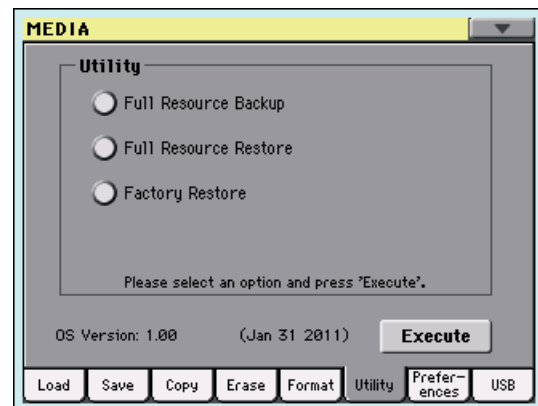 MEDIA
Utility
Full Resource Backup
Full Resource Restore
Factory Restore
Please select an option and press 'Execute'.
OS Version: 1.00 (Jan 31 2011) Execute
Load Save Copy Erase Format Utility Prefer-
ences USB